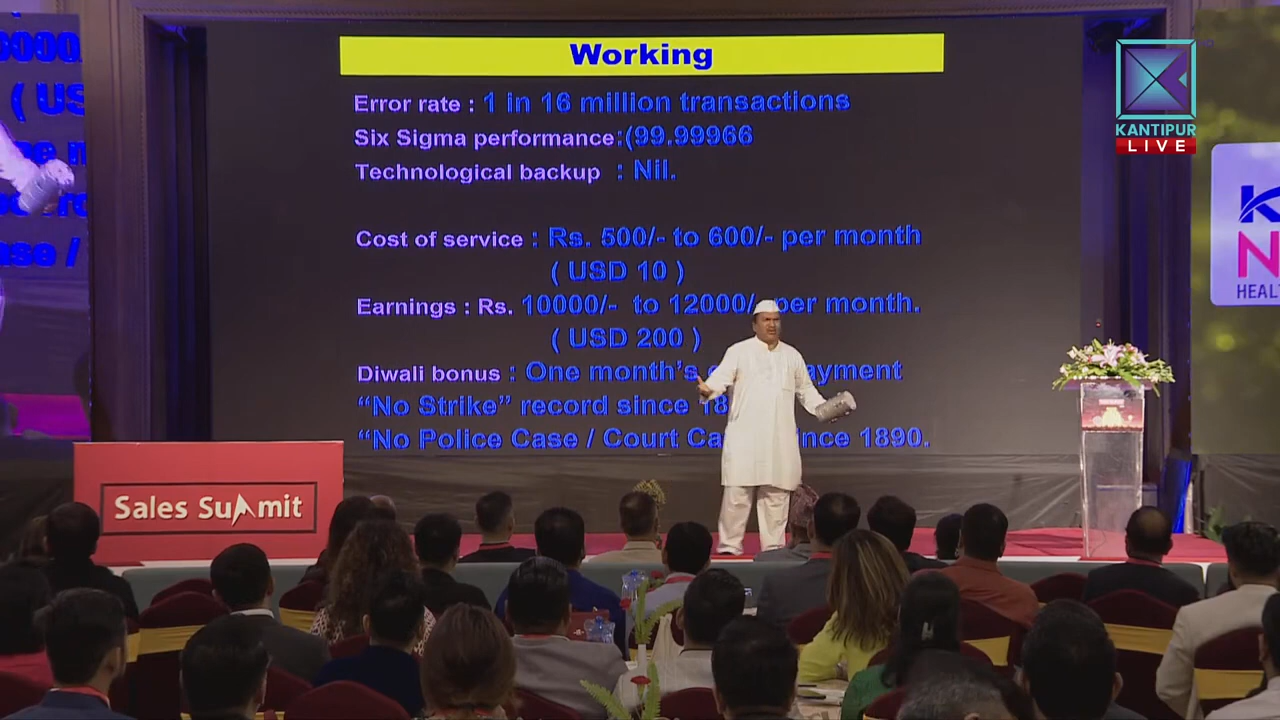 Working
Error rate : 1 in 16 million transactions
Six Sigma performance:(99.99966
Technological backup : Nil.
Cost of service : Rs. 500/- to 600/- per month
( USD 10 )
Earnings : Rs. 10000/- to 12000/- per month.
( USD 200 )
Diwali bonus : One month's
“No Strike” record since 18
“No Police Case / Court Ca since 1890.
Sales Summit
KANTIPUR
LIVE